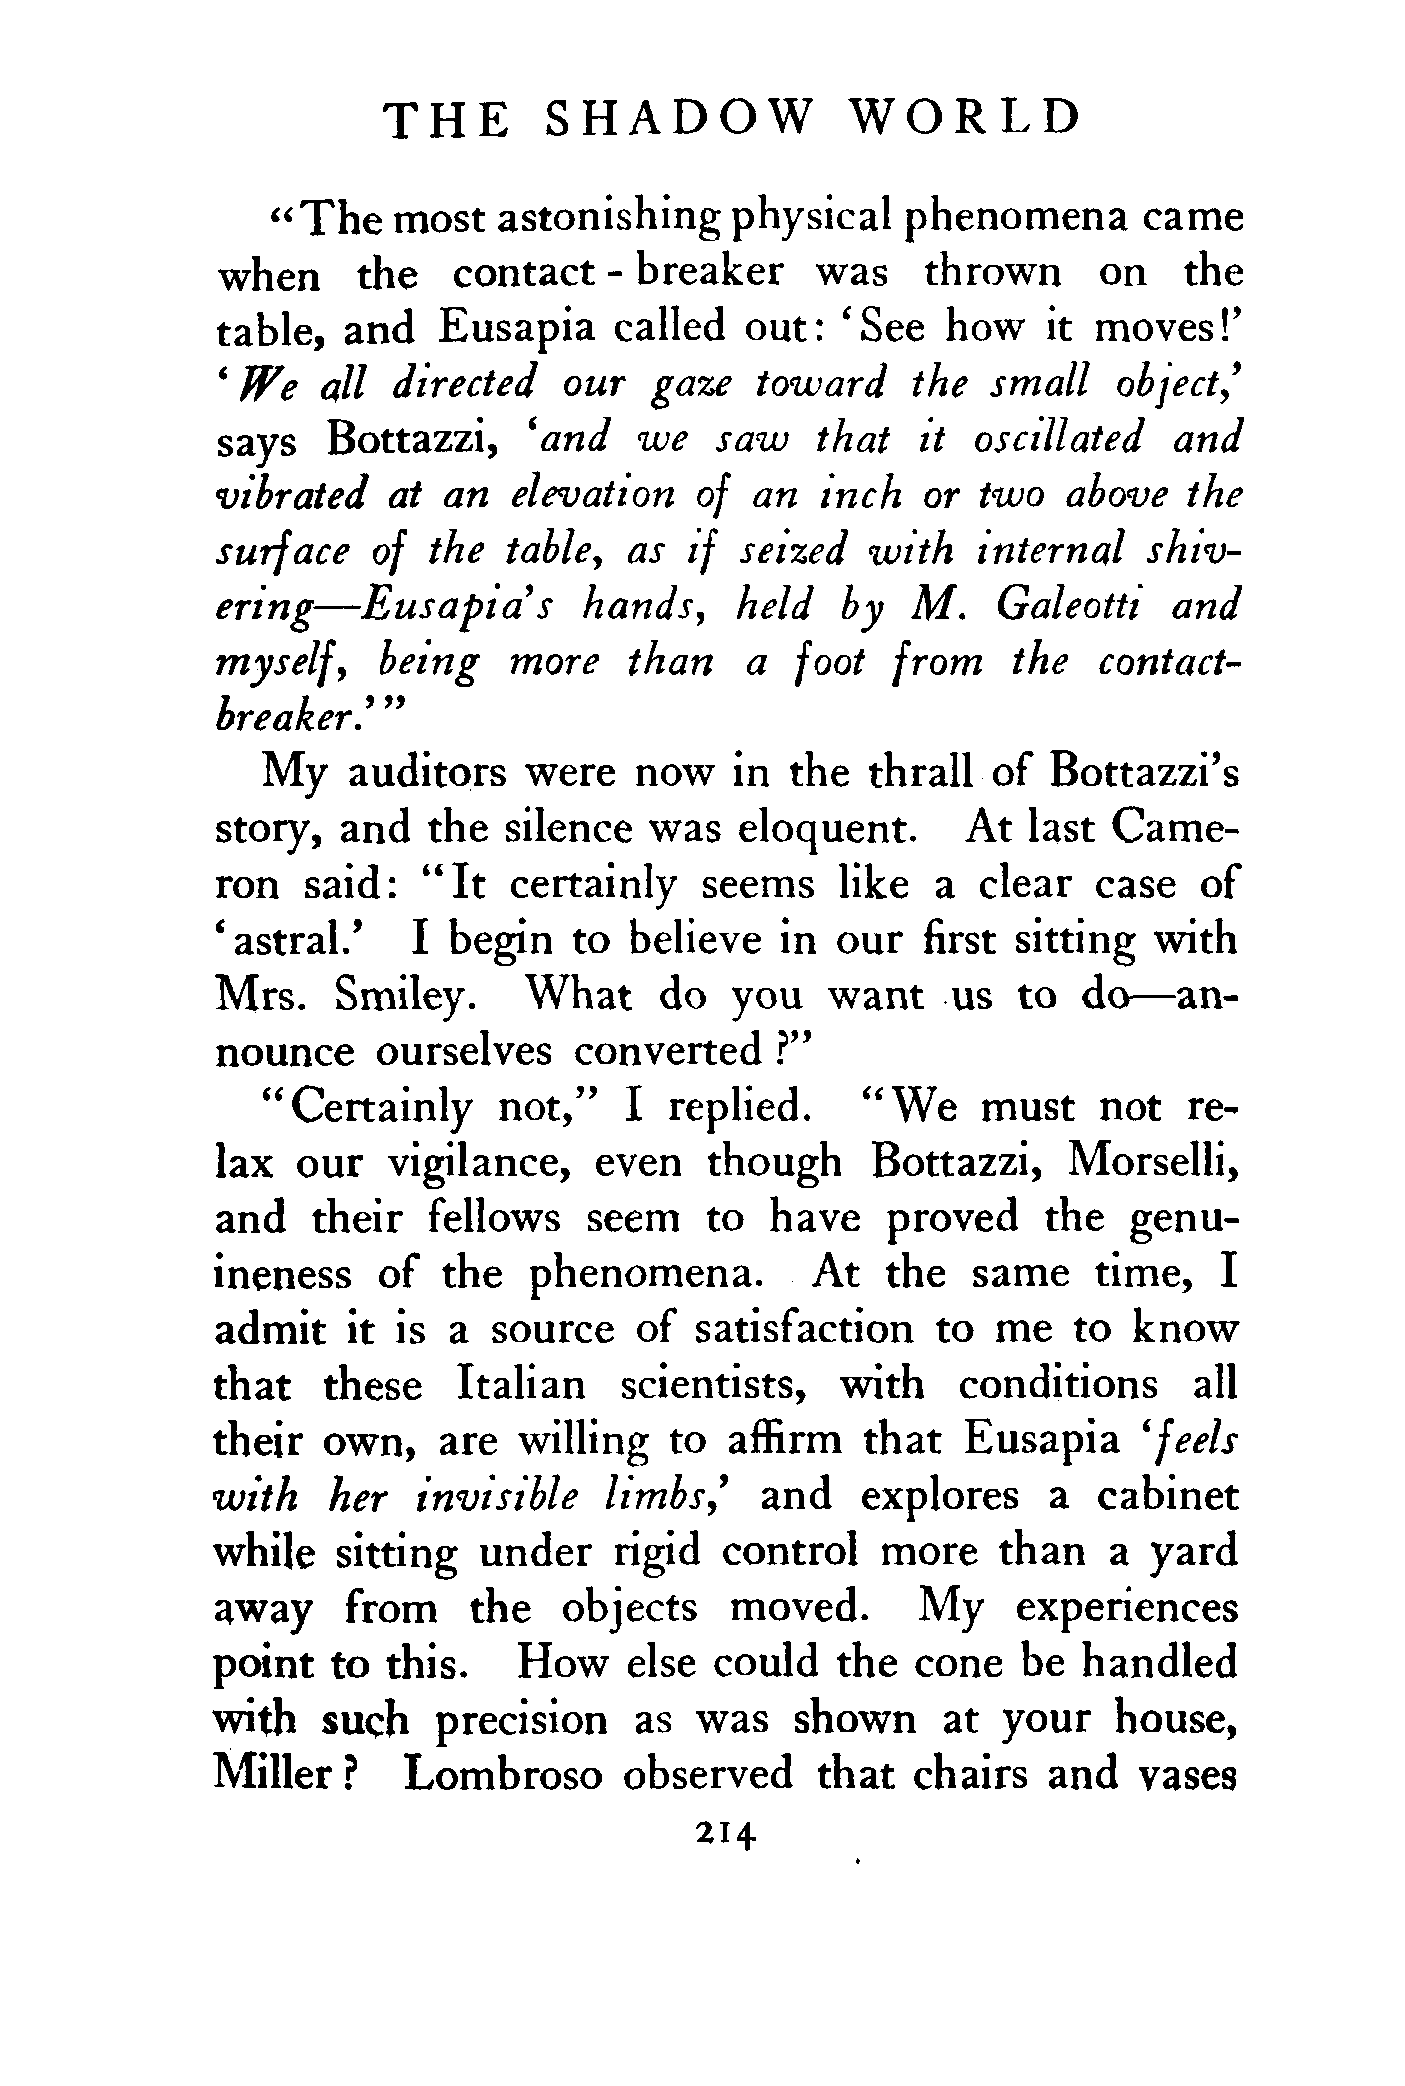 THE SHADOW WORLD
“The most astonishing physical phenomena came
when the contact-breaker was thrown on the
table, and Eusapia called out: ‘See how it moves!’
‘We all directed our gaze toward the small object,’
says Bottazzi, ‘and we saw that it oscillated and
vibrated at an elevation of an inch or two above the
surface of the table, as if seized with internal shiv-
ering—Eusapia’s hands, held by M. Galeotti and
myself, being more than a foot from the contact-
breaker.’”
My auditors were now in the thrall of Bottazzi’s
story, and the silence was eloquent. At last Came-
ron said: “It certainly seems like a clear case of
‘astral.’ I begin to believe in our first sitting with
Mrs. Smiley. What do you want us to do—an-
nounce ourselves converted?”
“Certainly not,” I replied. “We must not re-
lax our vigilance, even though Bottazzi, Morselli,
and their fellows seem to have proved the genu-
ineness of the phenomena. At the same time, I
admit it is a source of satisfaction to me to know
that these Italian scientists, with conditions all
their own, are willing to affirm that Eusapia ‘feels
with her invisible limbs,’ and explores a cabinet
while sitting under rigid control more than a yard
away from the objects moved. My experiences
point to this. How else could the cone be handled
with such precision as was shown at your house,
Miller? Lombroso observed that chairs and vases
214